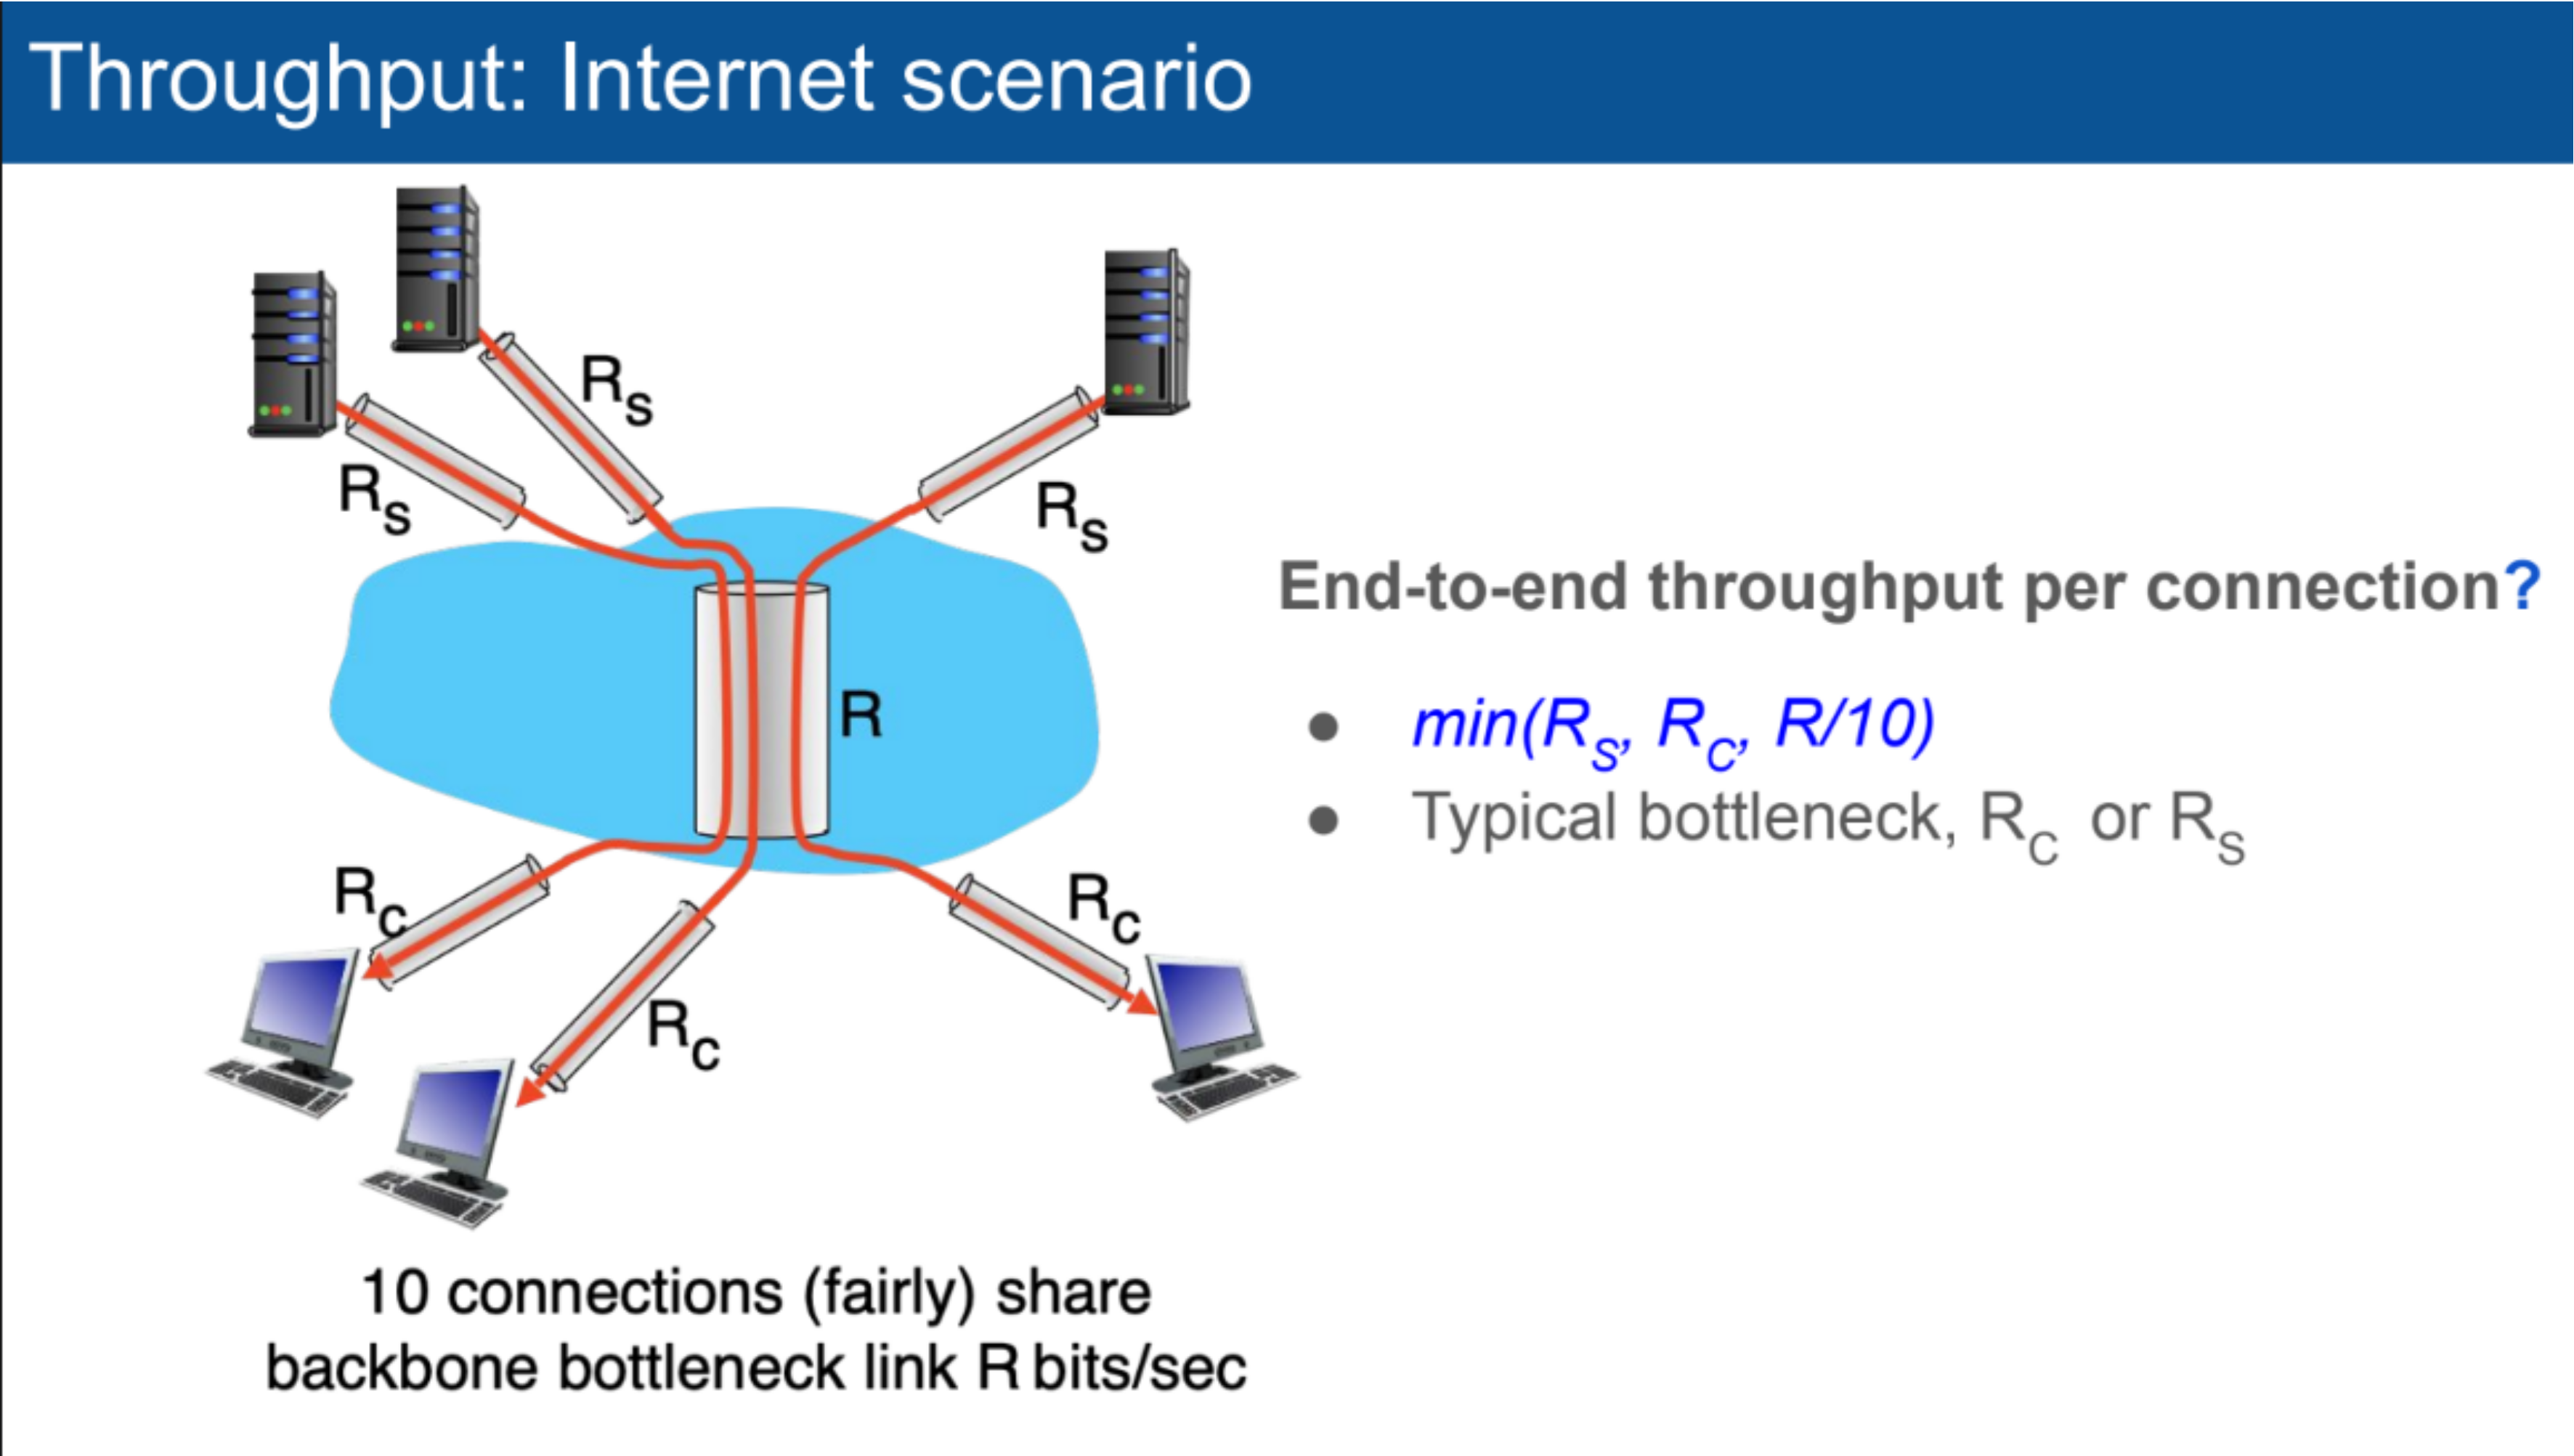 Throughput: Internet scenario
R_s
R_s
R_s
R
End-to-end throughput per connection?
● min(R_S, R_C, R/10)
● Typical bottleneck, R_C or R_S
R_c
R_c
R_c
10 connections (fairly) share
backbone bottleneck link R bits/sec